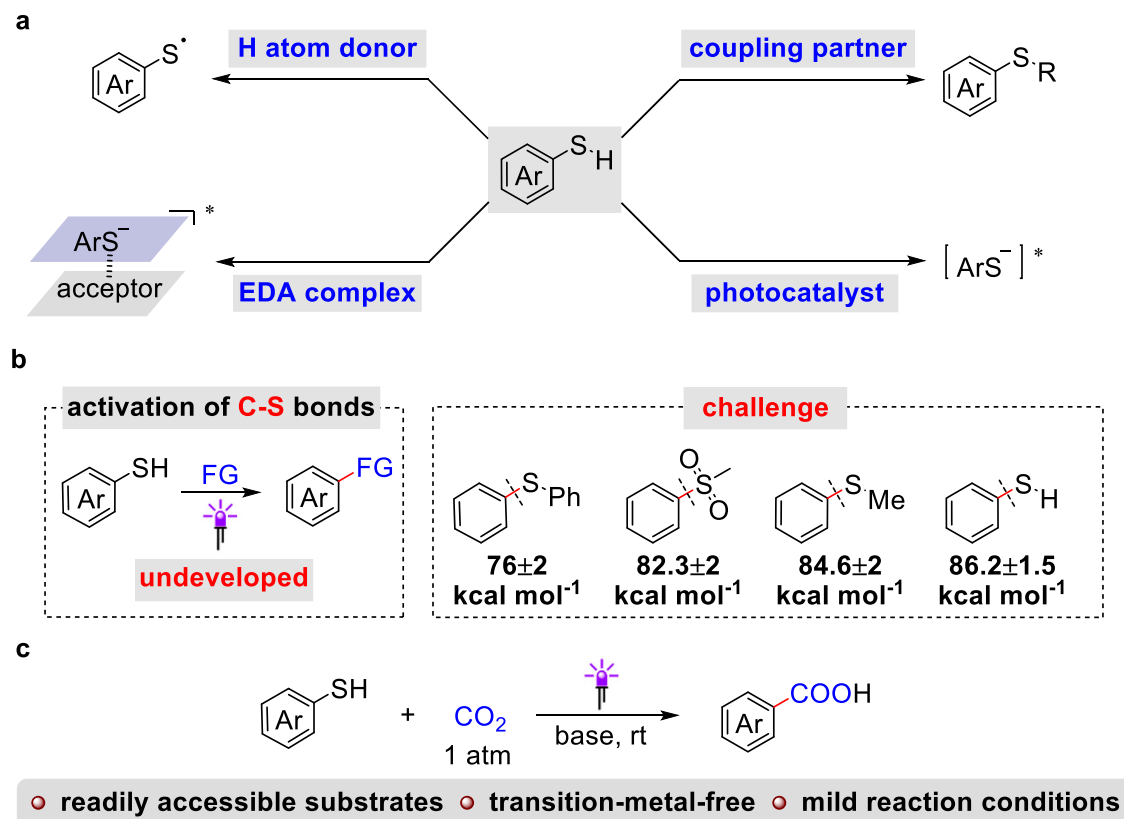 a
H atom donor
coupling partner
Ar
S•
Ar
S
R
Ar
S
H
ArS⁻
*
acceptor
EDA complex
photocatalyst
[ArS⁻]*
b
activation of C-S bonds
challenge
Ar
SH
FG
Ar
FG
undeveloped
S
Ph
O
S
O
S
Me
S
H
76±2
kcal mol⁻¹
82.3±2
kcal mol⁻¹
84.6±2
kcal mol⁻¹
86.2±1.5
kcal mol⁻¹
c
Ar
SH
+
CO₂
1 atm
base, rt
Ar
COOH
readily accessible substrates
transition-metal-free
mild reaction conditions